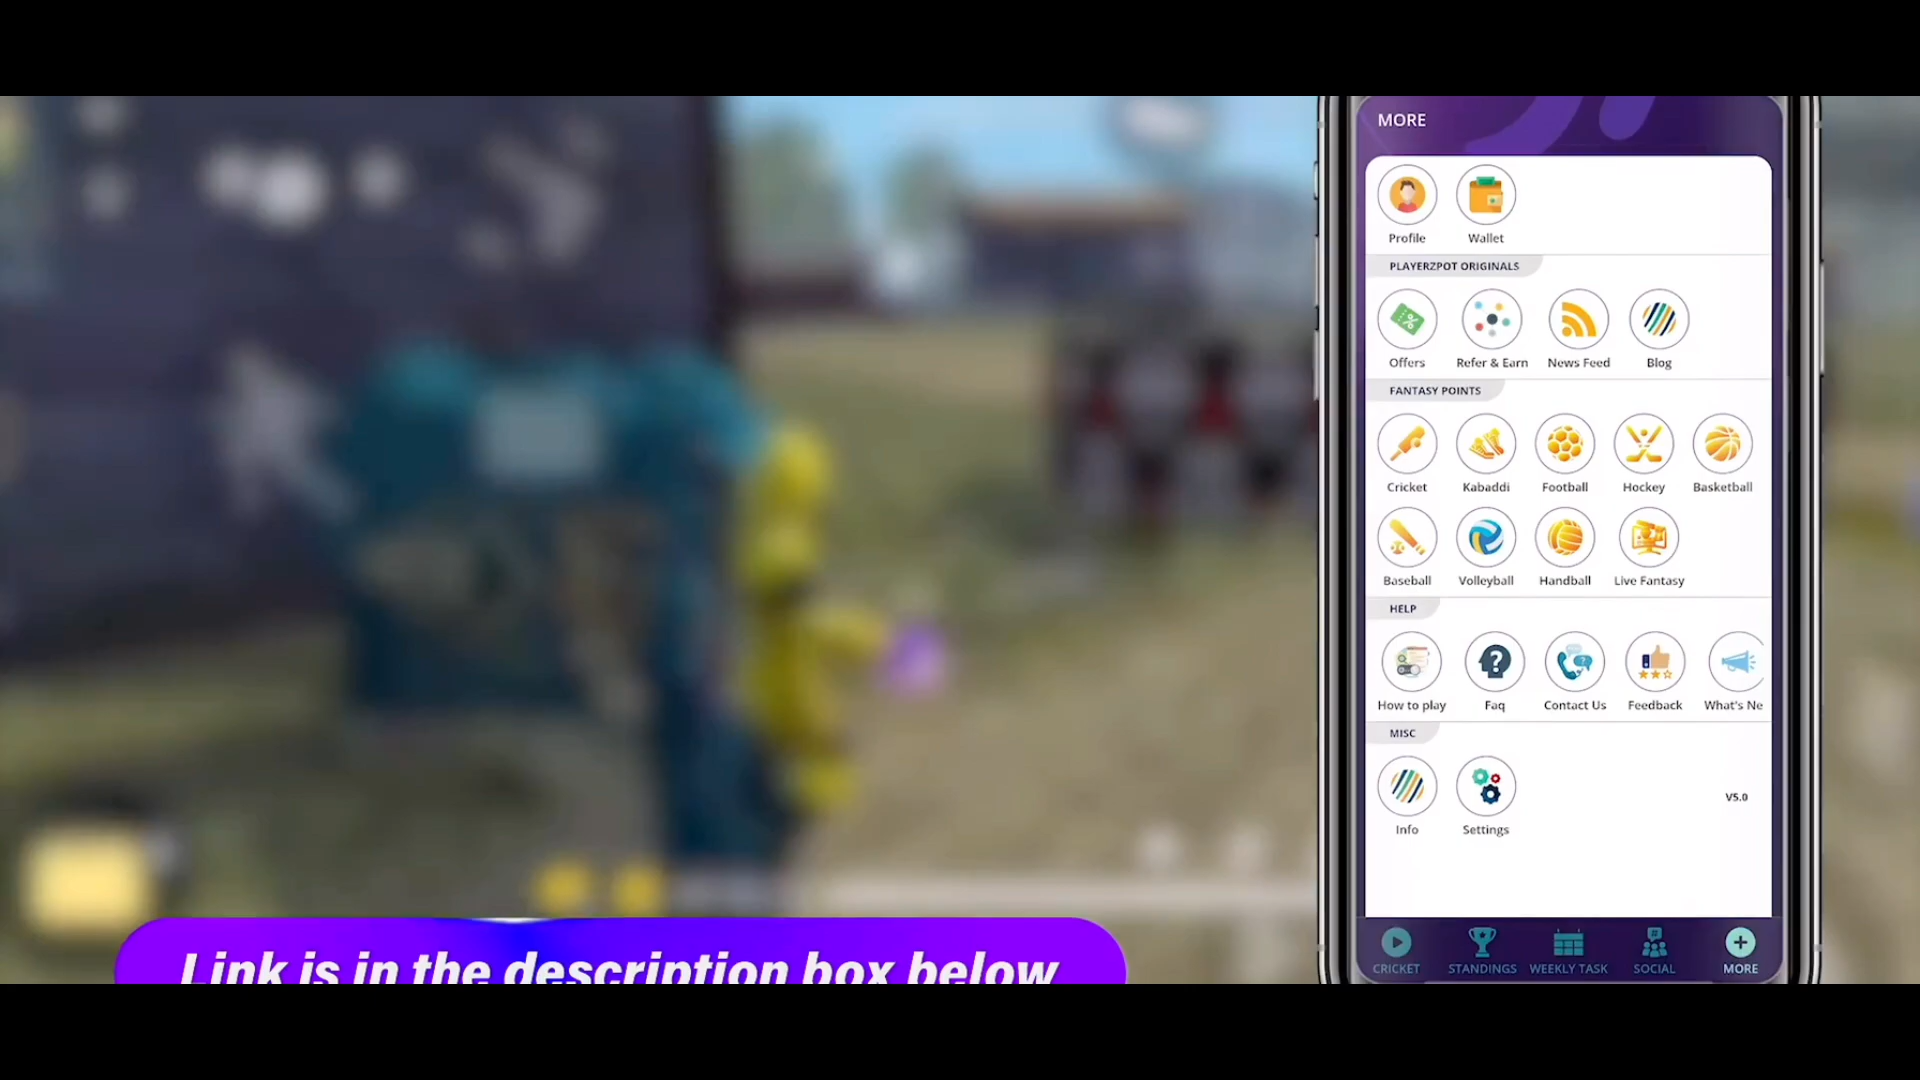 MORE
Profile Wallet
PLAYERZPOT ORIGINALS
Offers Refer & Earn News Feed Blog
FANTASY POINTS
Cricket Kabaddi Football Hockey Basketball
Baseball Volleyball Handball Live Fantasy
HELP
How to play Faq Contact Us Feedback What's Ne
MISC
V5.0
Info Settings
CRICKET STANDINGS WEEKLY TASK SOCIAL MORE
Link is in the description box below